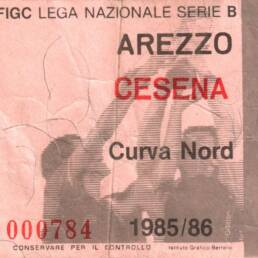 FIGC LEGA NAZIONALE SERIE B
AREZZO
CESENA
Curva Nord
000784 1985/86
CONSERVARE PER IL CONTROLLO Istituto Grafico Bertello